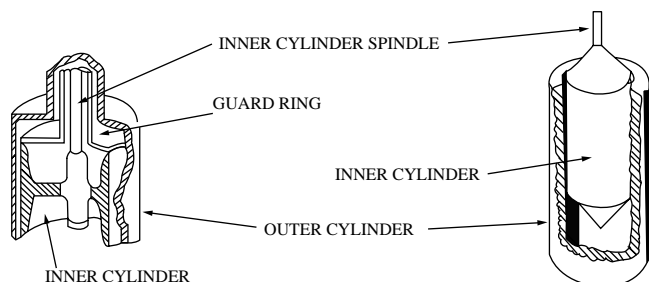 INNER CYLINDER SPINDLE
GUARD RING
INNER CYLINDER
OUTER CYLINDER
INNER CYLINDER